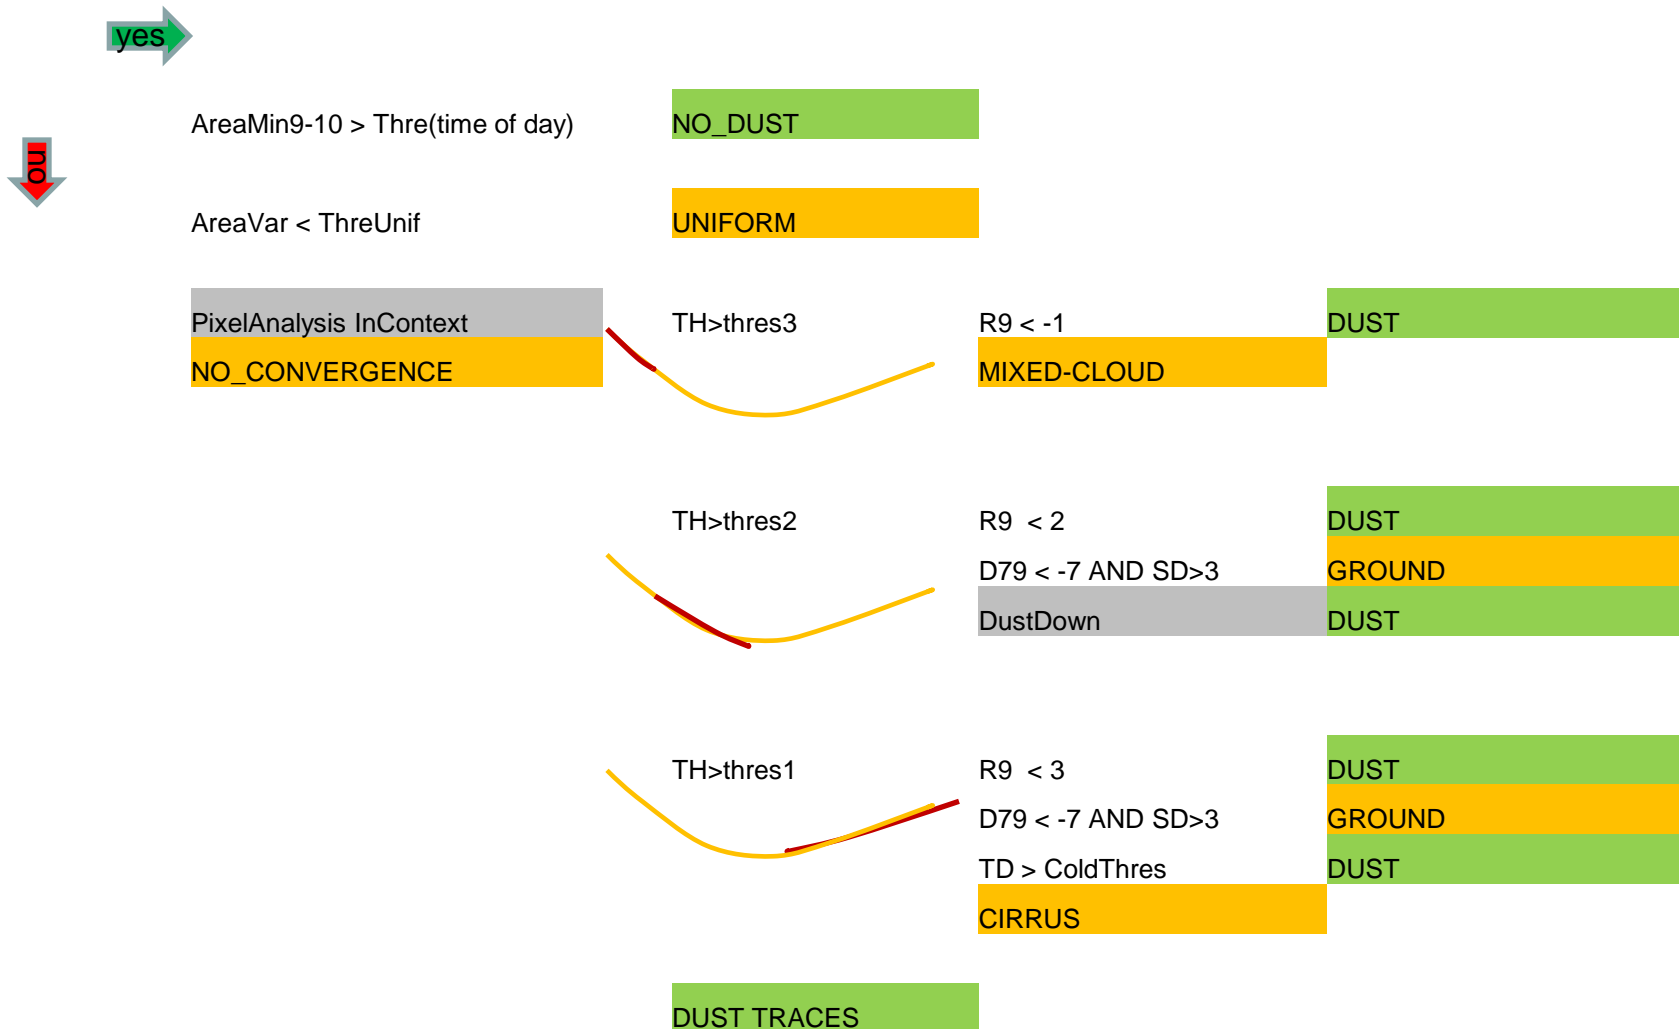 yes
AreaMin9-10 > Thre(time of day) NO_DUST
no
AreaVar < ThreUnif UNIFORM
PixelAnalysis InContext TH>thres3 R9 < -1 DUST
NO_CONVERGENCE MIXED-CLOUD
TH>thres2 R9 < 2 DUST
D79 < -7 AND SD>3 GROUND
DustDown DUST
TH>thres1 R9 < 3 DUST
D79 < -7 AND SD>3 GROUND
TD > ColdThres DUST
CIRRUS
DUST TRACES